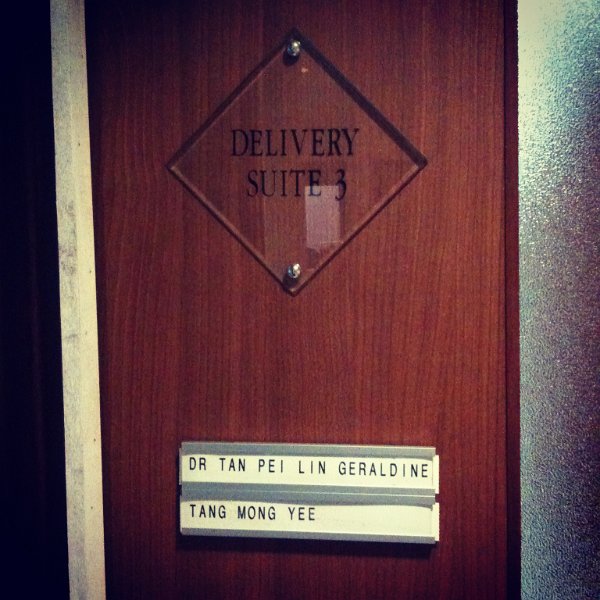 DELIVERY
SUITE 3
DR TAN PEI LIN GERALDINE
TANG MONG YEE